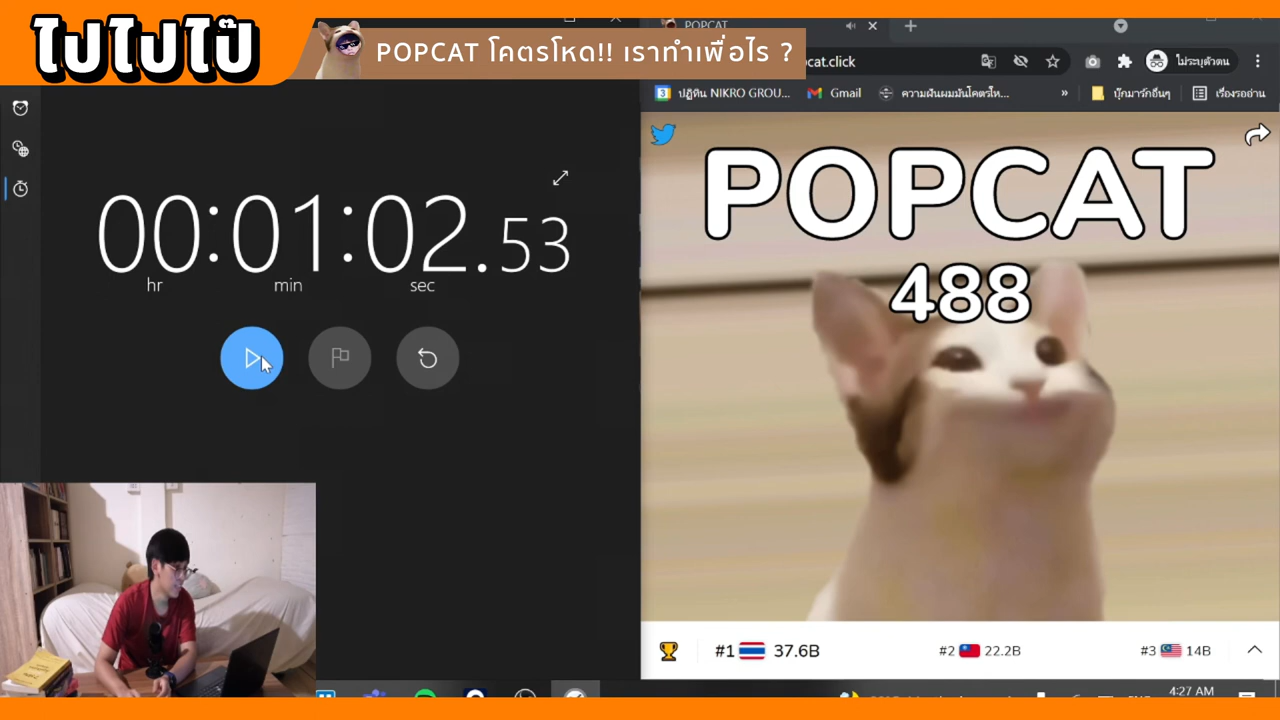 ไปไปไป๊
POPCAT โคตรโหด!! เราทำเพื่อไร ?
POPCAT
cat.click
ไม่ระบุตัวตน
ปฏิทิน NIKRO GROU...
Gmail
ความฝันผมมันโคตรให...
»
บุ๊กมาร์กอื่นๆ
เรื่องรออ่าน
00:01:02.53
hr min sec
POPCAT
488
#1 37.6B
#2 22.2B
#3 14B
4:27 AM